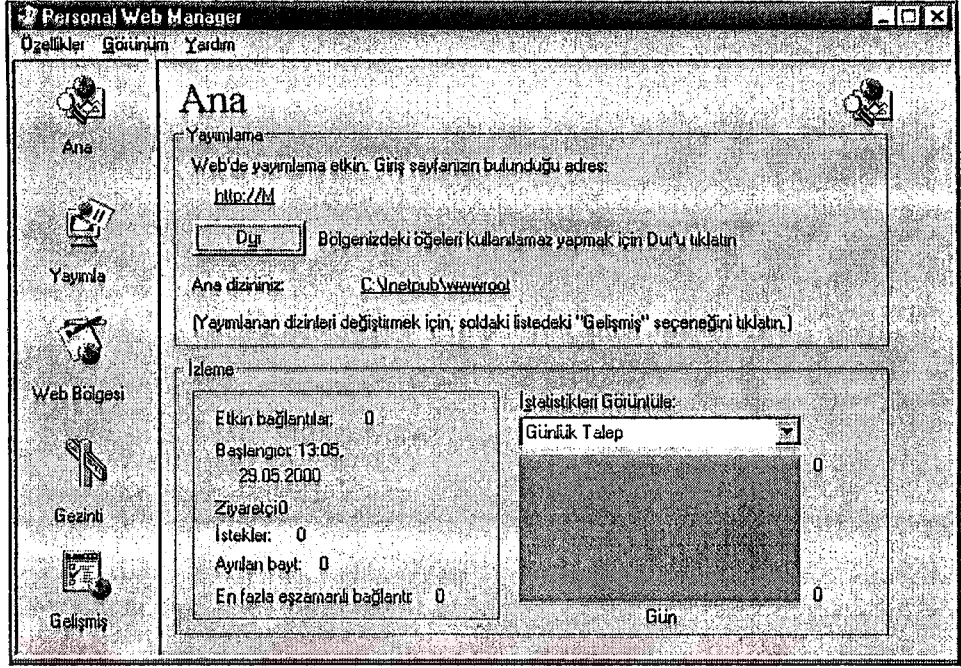 Personal Web Manager
Özellikler Görünüm Yardım
Ana
Yayımla
Web Bölgesi
Gezinti
Gelişmiş
Ana
Yayımlama
Web'de yayımlama etkin. Giriş sayfanızın bulunduğu adres:
http://M
Dur Bölgenizdeki öğeleri kullanılamaz yapmak için Dur'u tıklatın
Ana dizininiz: C:\Inetpub\wwwroot
(Yayımlanan dizinleri değiştirmek için, soldaki listedeki "Gelişmiş" seçeneğini tıklatın.)
İzleme
Etkin bağlantılar: 0
Başlangıcı: 13:05,
29.05.2000
Ziyaretçi0
İstekler: 0
Ayrılan bayt: 0
En fazla eşzamanlı bağlantı: 0
İstatistikleri Görüntüle:
Günlük Talep
0
0
Gün